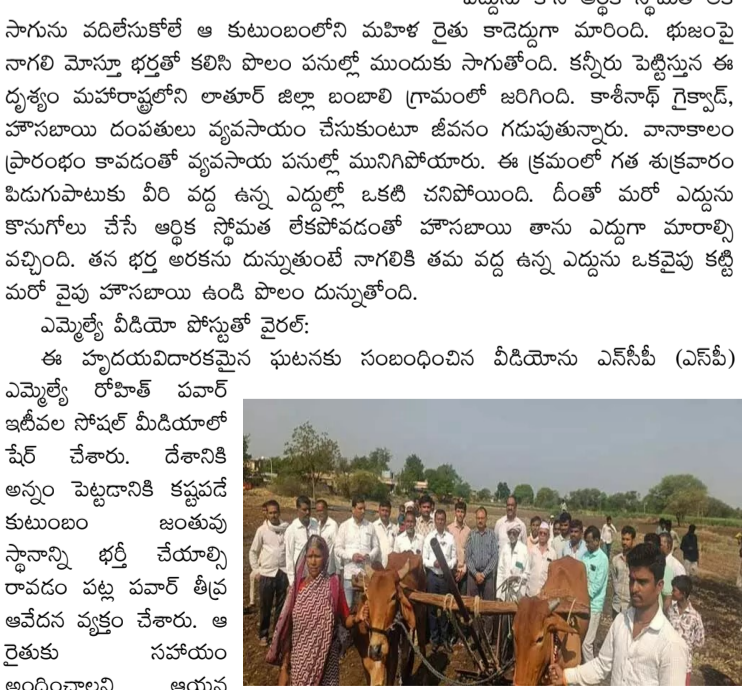 సాగును వదిలేసుకోలే ఆ కుటుంబంలోని మహిళ రైతు కాడెద్దుగా మారింది. భుజంపై
నాగలి మోస్తూ భర్తతో కలిసి పొలం పనుల్లో ముందుకు సాగుతోంది. కన్నీరు పెట్టిస్తున ఈ
దృశ్యం మహారాష్ట్రలోని లాతూర్ జిల్లా బంబాలి గ్రామంలో జరిగింది. కాశీనాథ్ గైక్వాడ్,
హౌసబాయి దంపతులు వ్యవసాయం చేసుకుంటూ జీవనం గడుపుతున్నారు. వానాకాలం
ప్రారంభం కావడంతో వ్యవసాయ పనుల్లో మునిగిపోయారు. ఈ క్రమంలో గత శుక్రవారం
పిడుగుపాటుకు వీరి వద్ద ఉన్న ఎద్దుల్లో ఒకటి చనిపోయింది. దీంతో మరో ఎద్దును
కొనుగోలు చేసే ఆర్థిక స్థోమత లేకపోవడంతో హౌసబాయి తాను ఎద్దుగా మారాల్సి
వచ్చింది. తన భర్త అరకను దున్నుతుంటే నాగలికి తమ వద్ద ఉన్న ఎద్దును ఒకవైపు కట్టి
మరో వైపు హౌసబాయి ఉండి పొలం దున్నుతోంది.
ఎమ్మెల్యే వీడియో పోస్టుతో వైరల్:
ఈ హృదయవిదారకమైన ఘటనకు సంబంధించిన వీడియోను ఎన్‌సీపీ (ఎస్‌పీ)
ఎమ్మెల్యే రోహిత్ పవార్
ఇటీవల సోషల్ మీడియాలో
షేర్ చేశారు. దేశానికి
అన్నం పెట్టడానికి కష్టపడే
కుటుంబం జంతువు
స్థానాన్ని భర్తీ చేయాల్సి
రావడం పట్ల పవార్ తీవ్ర
ఆవేదన వ్యక్తం చేశారు. ఆ
రైతుకు సహాయం
అందించాలని ఆయన